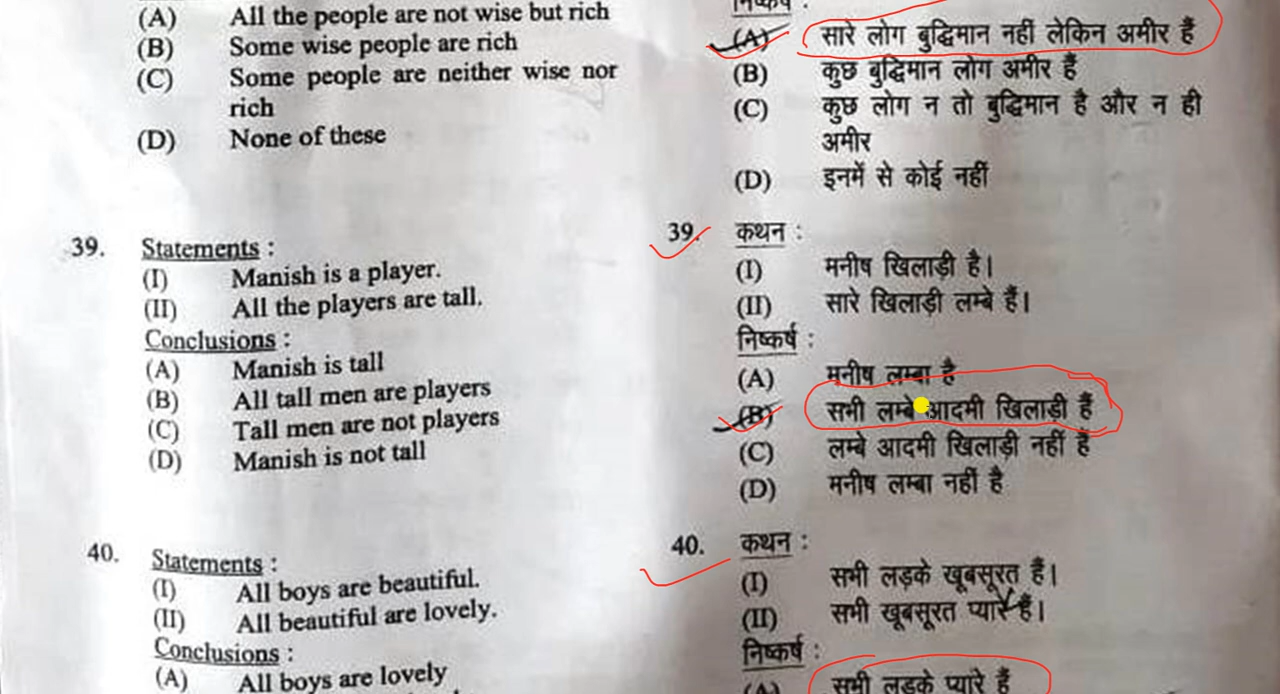 (A) All the people are not wise but rich
(B) Some wise people are rich
(C) Some people are neither wise nor
rich
(D) None of these
39. Statements :
(I) Manish is a player.
(II) All the players are tall.
Conclusions :
(A) Manish is tall
(B) All tall men are players
(C) Tall men are not players
(D) Manish is not tall
40. Statements :
(I) All boys are beautiful.
(II) All beautiful are lovely.
Conclusions :
(A) All boys are lovely
निष्कर्ष :
(A) सारे लोग बुद्धिमान नहीं लेकिन अमीर हैं
(B) कुछ बुद्धिमान लोग अमीर हैं
(C) कुछ लोग न तो बुद्धिमान है और न ही
अमीर
(D) इनमें से कोई नहीं
39. कथन :
(I) मनीष खिलाड़ी है।
(II) सारे खिलाड़ी लम्बे हैं।
निष्कर्ष :
(A) मनीष लम्बा है
(B) सभी लम्बे आदमी खिलाड़ी हैं
(C) लम्बे आदमी खिलाड़ी नहीं हैं
(D) मनीष लम्बा नहीं है
40. कथन :
(I) सभी लड़के खूबसूरत हैं।
(II) सभी खूबसूरत प्यारे हैं।
निष्कर्ष :
(A) सभी लड़के प्यारे हैं